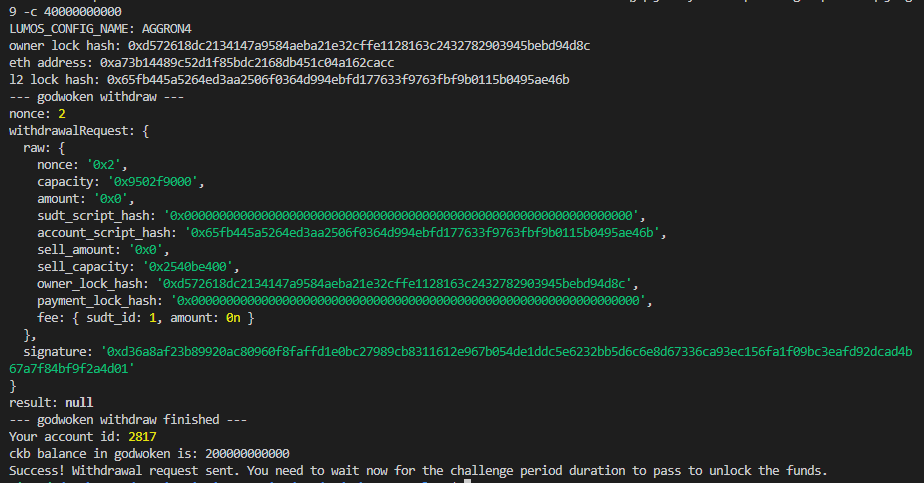 9 -c 40000000000
LUMOS_CONFIG_NAME: AGGRON4
owner lock hash: 0xd572618dc2134147a9584aeba21e32cffe1128163c2432782903945bebd94d8c
eth address: 0xa73b14489c52d1f85bdc2168db451c04a162cacc
l2 lock hash: 0x65fb445a5264ed3aa2506f0364d994ebfd177633f9763fbf9b0115b0495ae46b
--- godwoken withdraw ---
nonce: 2
withdrawalRequest: {
raw: {
nonce: '0x2',
capacity: '0x9502f9000',
amount: '0x0',
sudt_script_hash: '0x0000000000000000000000000000000000000000000000000000000000000000',
account_script_hash: '0x65fb445a5264ed3aa2506f0364d994ebfd177633f9763fbf9b0115b0495ae46b',
sell_amount: '0x0',
sell_capacity: '0x2540be400',
owner_lock_hash: '0xd572618dc2134147a9584aeba21e32cffe1128163c2432782903945bebd94d8c',
payment_lock_hash: '0x0000000000000000000000000000000000000000000000000000000000000000',
fee: { sudt_id: 1, amount: 0n }
},
signature: '0xd36a8af23b89920ac80960f8faffd1e0bc27989cb8311612e967b054de1ddc5e6232bb5d6c6e8d67336ca93ec156fa1f09bc3eafd92dcad4b
67a7f84bf9f2a4d01'
}
result: null
--- godwoken withdraw finished ---
Your account id: 2817
ckb balance in godwoken is: 200000000000
Success! Withdrawal request sent. You need to wait now for the challenge period duration to pass to unlock the funds.